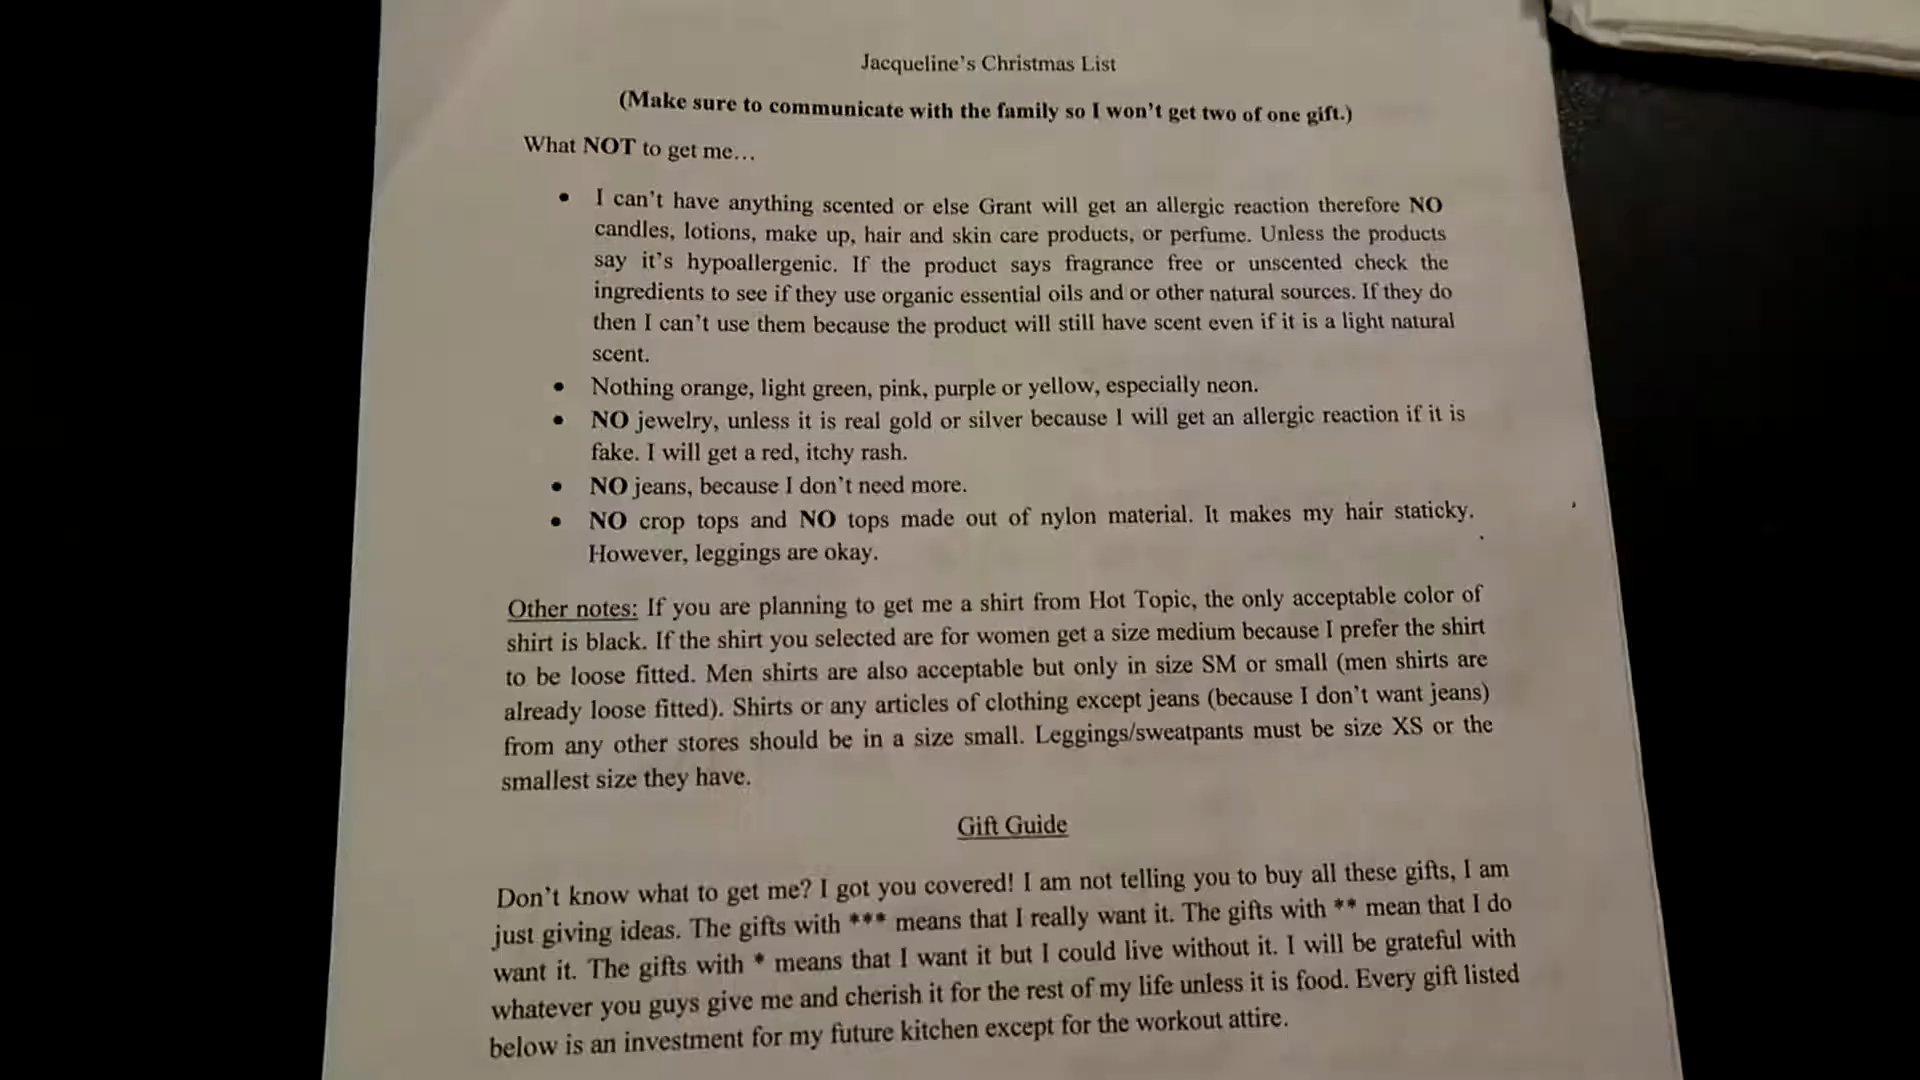 Jacqueline's Christmas List
(Make sure to communicate with the family so I won't get two of one gift.)
What NOT to get me...
• I can't have anything scented or else Grant will get an allergic reaction therefore NO
candles, lotions, make up, hair and skin care products, or perfume. Unless the products
say it's hypoallergenic. If the product says fragrance free or unscented check the
ingredients to see if they use organic essential oils and or other natural sources. If they do
then I can't use them because the product will still have scent even if it is a light natural
scent.
• Nothing orange, light green, pink, purple or yellow, especially neon.
• NO jewelry, unless it is real gold or silver because I will get an allergic reaction if it is
fake. I will get a red, itchy rash.
• NO jeans, because I don't need more.
• NO crop tops and NO tops made out of nylon material. It makes my hair staticky.
However, leggings are okay.
Other notes: If you are planning to get me a shirt from Hot Topic, the only acceptable color of
shirt is black. If the shirt you selected are for women get a size medium because I prefer the shirt
to be loose fitted. Men shirts are also acceptable but only in size SM or small (men shirts are
already loose fitted). Shirts or any articles of clothing except jeans (because I don't want jeans)
from any other stores should be in a size small. Leggings/sweatpants must be size XS or the
smallest size they have.
Gift Guide
Don't know what to get me? I got you covered! I am not telling you to buy all these gifts, I am
just giving ideas. The gifts with *** means that I really want it. The gifts with ** mean that I do
want it. The gifts with * means that I want it but I could live without it. I will be grateful with
whatever you guys give me and cherish it for the rest of my life unless it is food. Every gift listed
below is an investment for my future kitchen except for the workout attire.